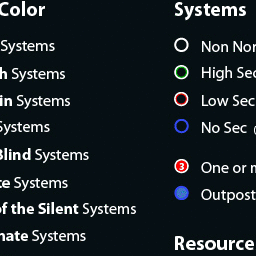 Color
Systems
h Systems
in Systems
Systems
Blind Systems
te Systems
of the Silent Systems
nate Systems
Systems
Non Nor
High Sec
Low Sec
No Sec (
3 One or m
Outpost
Resource